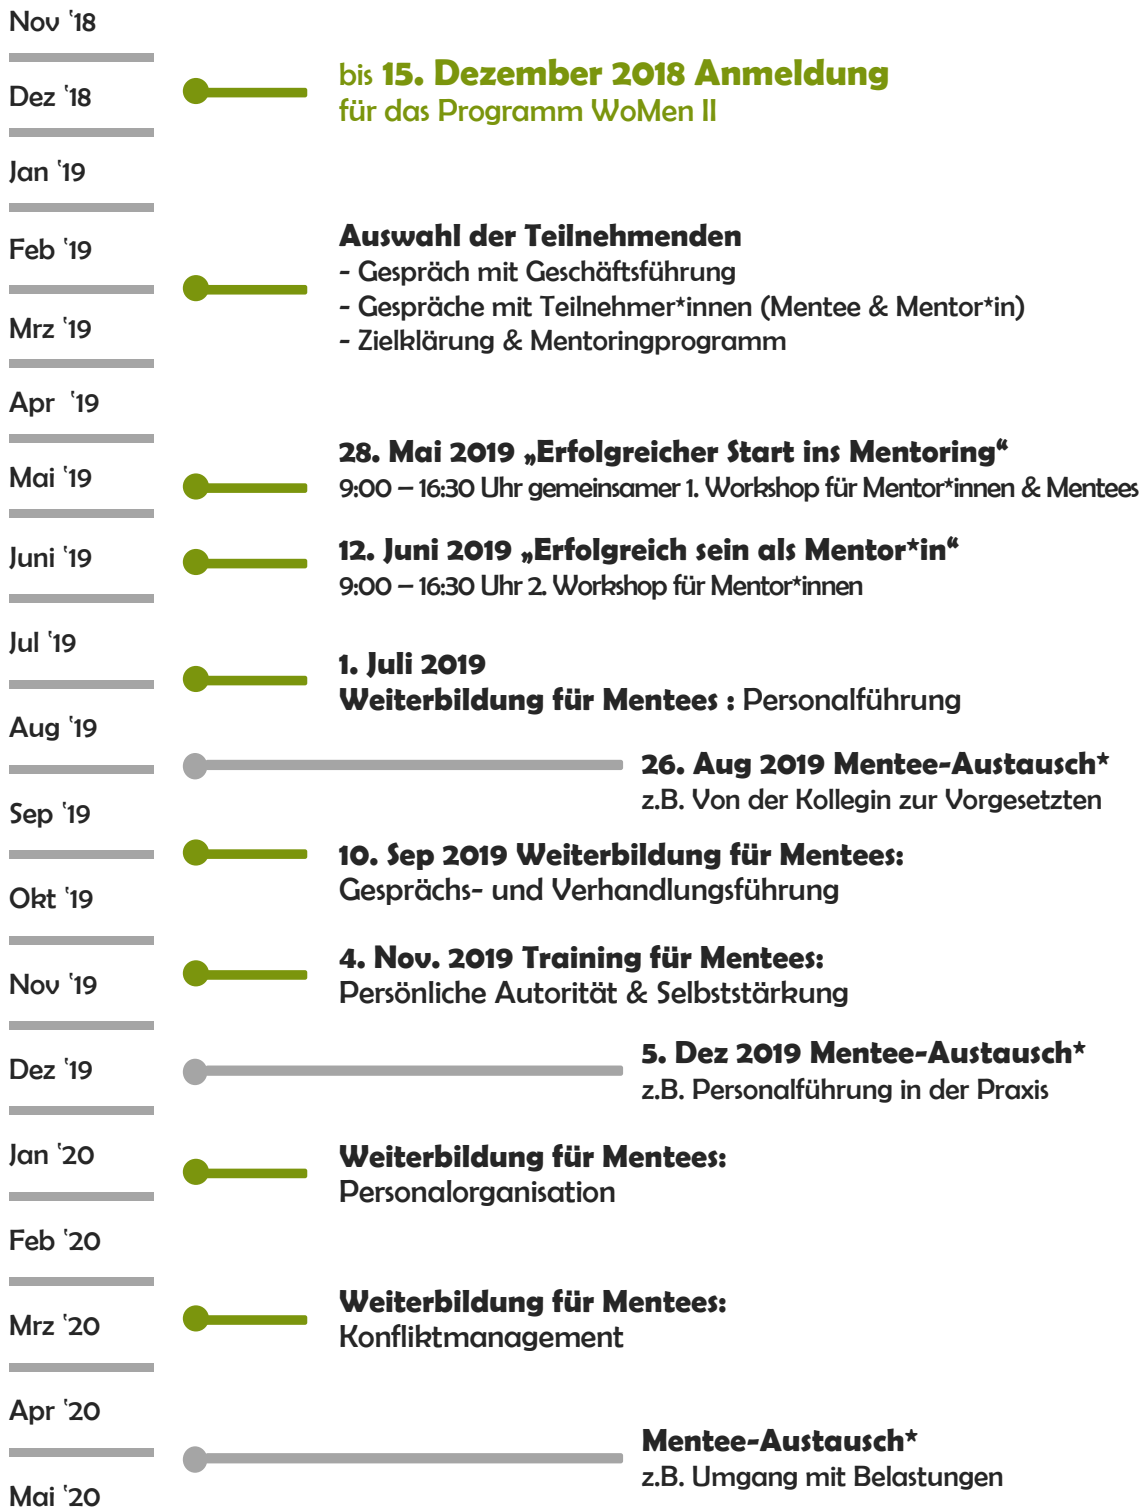 Nov ‘18
Dez ‘18
bis 15. Dezember 2018 Anmeldung
für das Programm WoMen II
Jan ‘19
Feb ‘19
Mrz ‘19
Auswahl der Teilnehmenden
- Gespräch mit Geschäftsführung
- Gespräche mit Teilnehmer*innen (Mentee & Mentor*in)
- Zielklärung & Mentoringprogramm
Apr ‘19
Mai ‘19
28. Mai 2019 „Erfolgreicher Start ins Mentoring“
9:00 – 16:30 Uhr gemeinsamer 1. Workshop für Mentor*innen & Mentees
Juni ‘19
12. Juni 2019 „Erfolgreich sein als Mentor*in“
9:00 – 16:30 Uhr 2. Workshop für Mentor*innen
Jul ‘19
1. Juli 2019
Weiterbildung für Mentees : Personalführung
Aug ‘19
26. Aug 2019 Mentee-Austausch*
z.B. Von der Kollegin zur Vorgesetzten
Sep ‘19
10. Sep 2019 Weiterbildung für Mentees:
Gesprächs- und Verhandlungsführung
Okt ‘19
Nov ‘19
4. Nov. 2019 Training für Mentees:
Persönliche Autorität & Selbststärkung
Dez ‘19
5. Dez 2019 Mentee-Austausch*
z.B. Personalführung in der Praxis
Jan ‘20
Weiterbildung für Mentees:
Personalorganisation
Feb ‘20
Mrz ‘20
Weiterbildung für Mentees:
Konfliktmanagement
Apr ‘20
Mentee-Austausch*
z.B. Umgang mit Belastungen
Mai ‘20